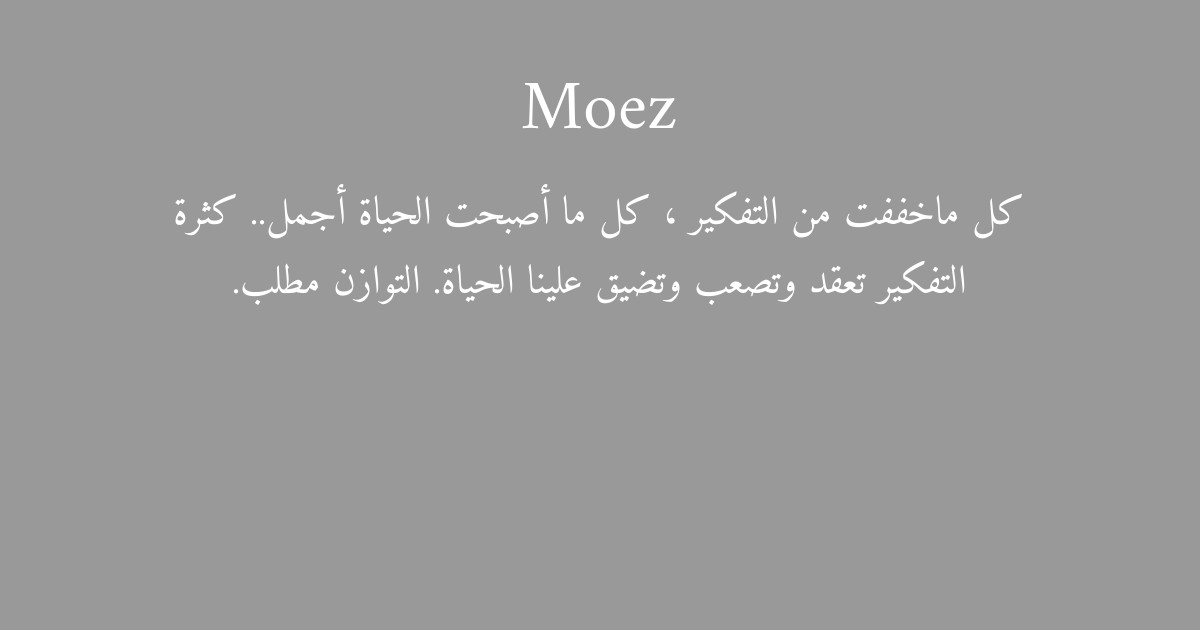 Moez
كل ماخففت من التفكير ، كل ما أصبحت الحياة أجمل.. كثرة
التفكير تعقد وتصعب وتضيق علينا الحياة. التوازن مطلب.